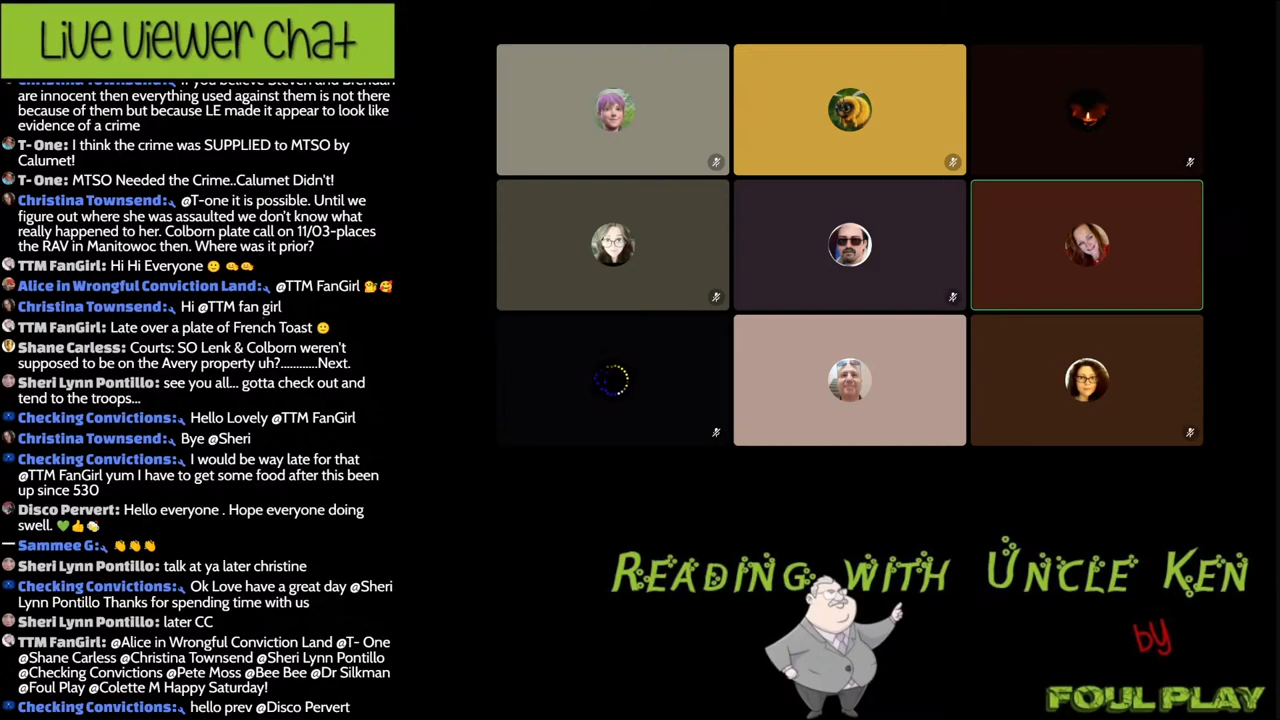 Live Viewer Chat
Christina Townsend: If you believe Steven and Brendan
are innocent then everything used against them is not there
because of them but because LE made it appear to look like
evidence of a crime
T- One: I think the crime was SUPPLIED to MTSO by
Calumet!
T- One: MTSO Needed the Crime..Calumet Didn't!
Christina Townsend: @T-one it is possible. Until we
figure out where she was assaulted we don't know what
really happened to her. Colborn plate call on 11/03-places
the RAV in Manitowoc then. Where was it prior?
TTM FanGirl: Hi Hi Everyone 🙂
Alice in Wrongful Conviction Land: @TTM FanGirl 🥰
Christina Townsend: Hi @TTM fan girl
TTM FanGirl: Late over a plate of French Toast 🙂
Shane Carless: Courts: SO Lenk & Colborn weren't
supposed to be on the Avery property uh?............Next.
Sheri Lynn Pontillo: see you all... gotta check out and
tend to the troops...
Checking Convictions: Hello Lovely @TTM FanGirl
Christina Townsend: Bye @Sheri
Checking Convictions: I would be way late for that
@TTM FanGirl yum I have to get some food after this been
up since 530
Disco Pervert: Hello everyone . Hope everyone doing
swell. 💚👍🍻
Sammee G: 👏👏👏
Sheri Lynn Pontillo: talk at ya later christine
Checking Convictions: Ok Love have a great day @Sheri
Lynn Pontillo Thanks for spending time with us
Sheri Lynn Pontillo: later CC
TTM FanGirl: @Alice in Wrongful Conviction Land @T- One
@Shane Carless @Christina Townsend @Sheri Lynn Pontillo
@Checking Convictions @Pete Moss @Bee Bee @Dr Silkman
@Foul Play @Colette M Happy Saturday!
Checking Convictions: hello prev @Disco Pervert
Reading with Uncle Ken
by
FOUL PLAY